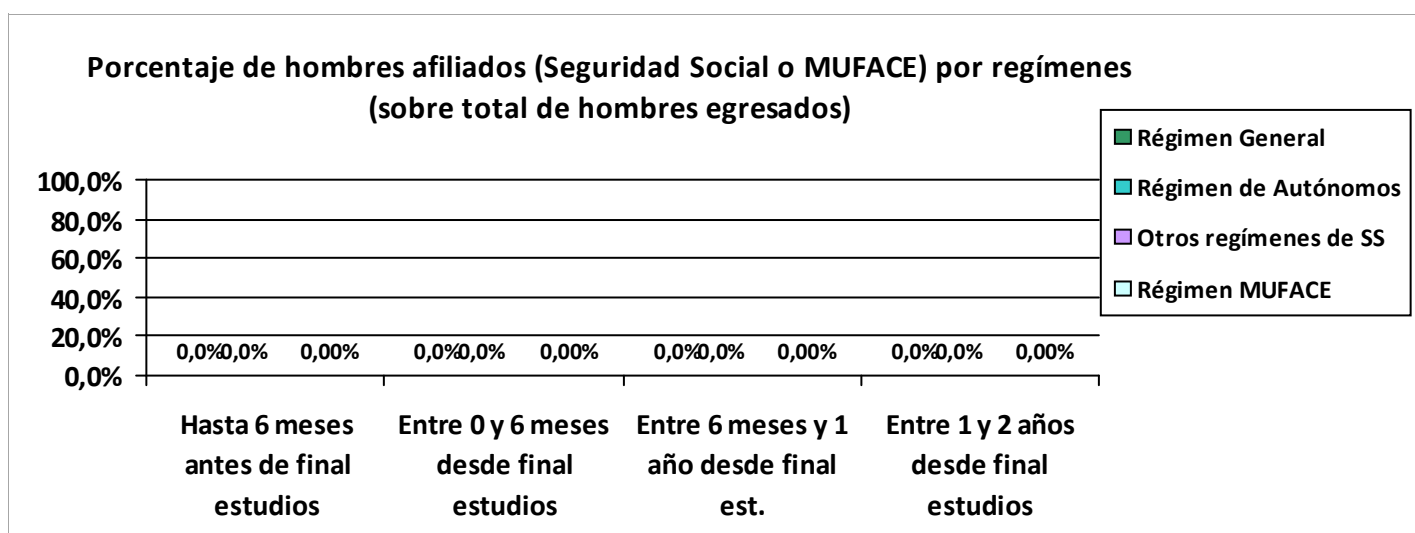 Porcentaje de hombres afiliados (Seguridad Social o MUFACE) por regímenes
(sobre total de hombres egresados)
Régimen General
Régimen de Autónomos
Otros regímenes de SS
Régimen MUFACE
100,0%
80,0%
60,0%
40,0%
20,0%
0,0%
0,0%0,0% 0,00% 0,0%0,0% 0,00% 0,0%0,0% 0,00% 0,0%0,0% 0,00%
Hasta 6 meses antes de final estudios
Entre 0 y 6 meses desde final estudios
Entre 6 meses y 1 año desde final est.
Entre 1 y 2 años desde final estudios